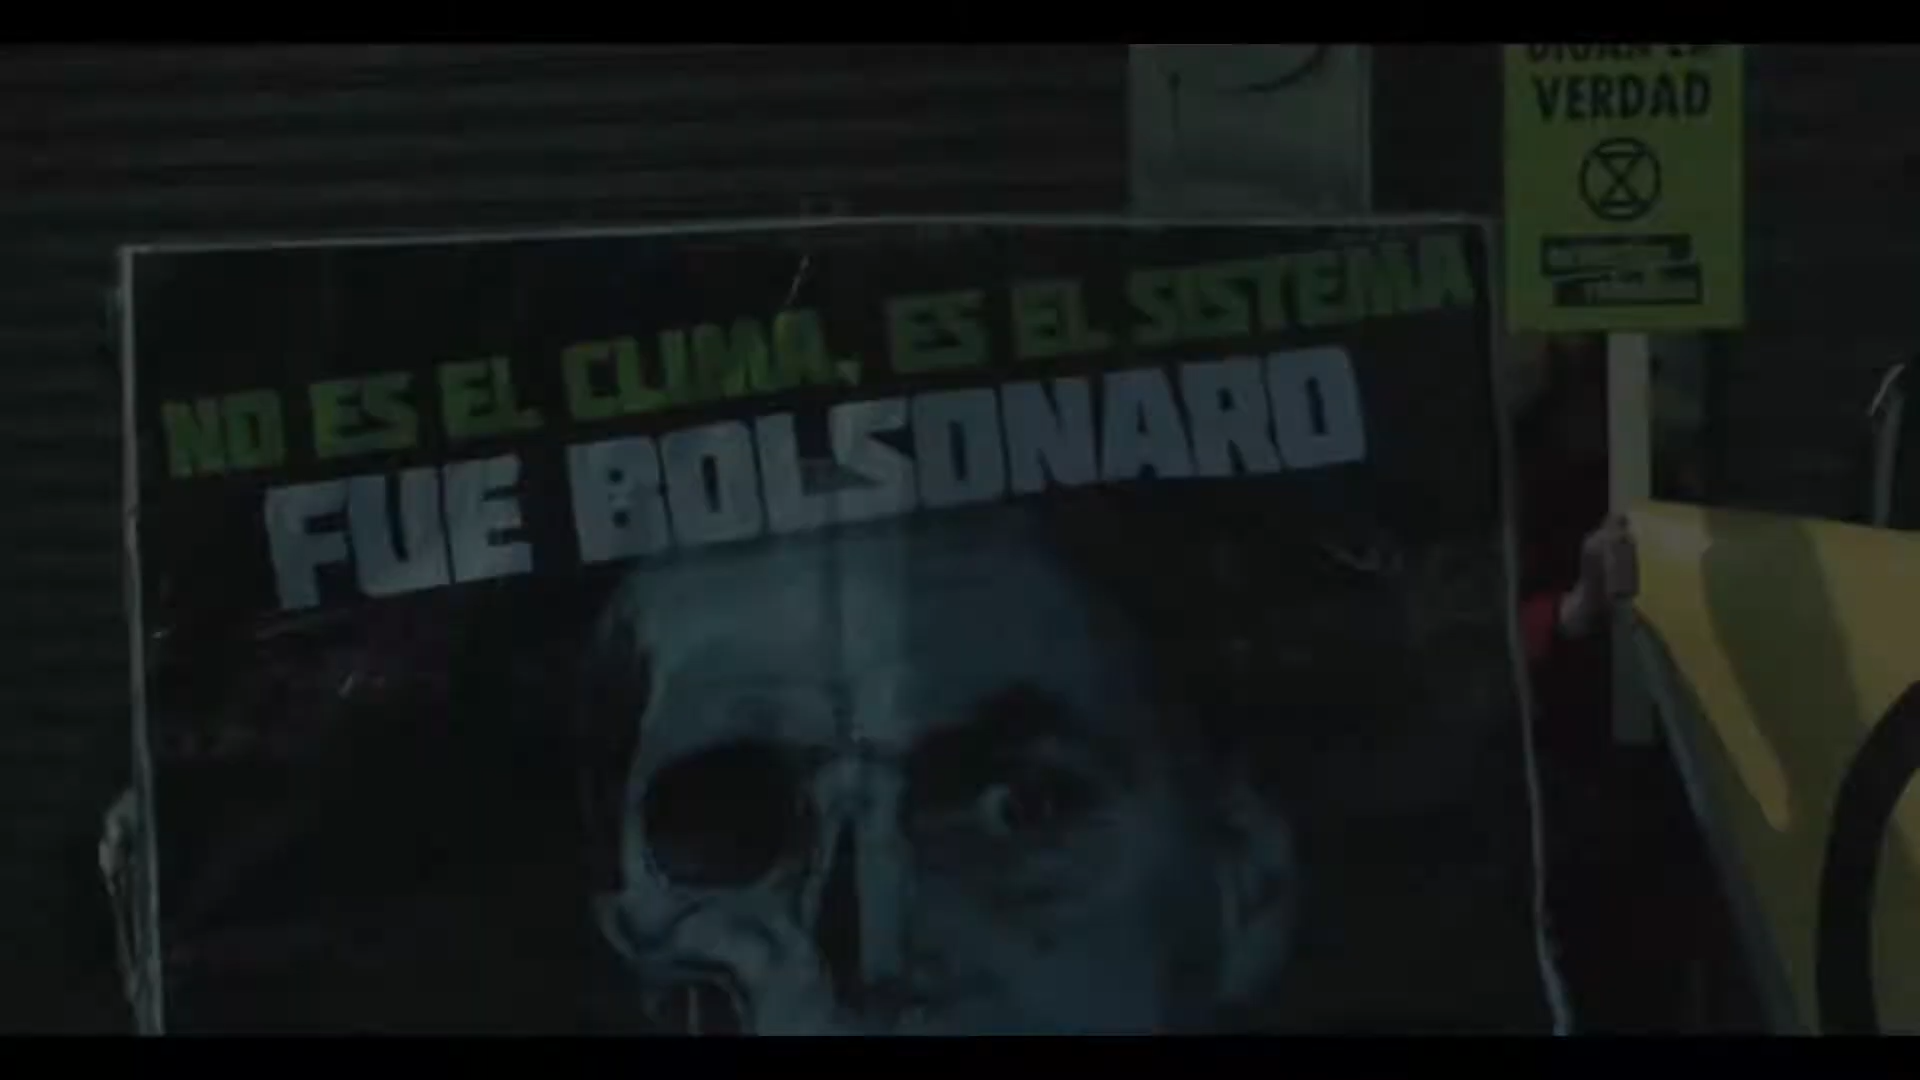 VERDAD
NO ES EL CLIMA, ES EL SISTEMA
FUE BOLSONARO